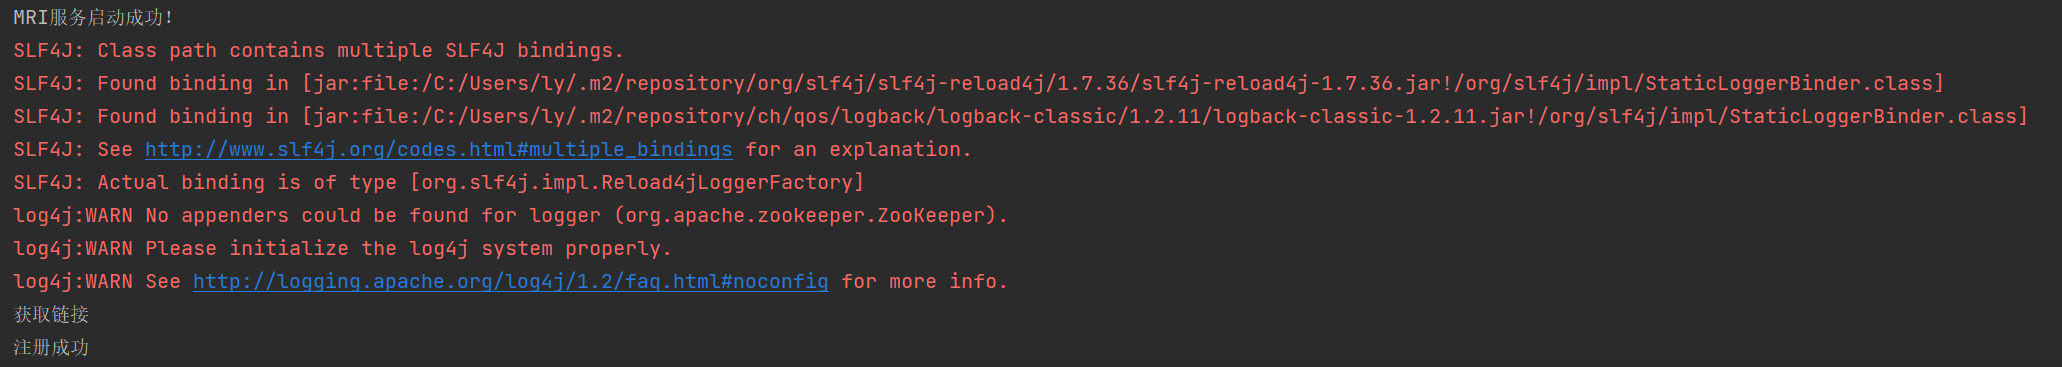 MRI服务启动成功!
SLF4J: Class path contains multiple SLF4J bindings.
SLF4J: Found binding in [jar:file:/C:/Users/ly/.m2/repository/org/slf4j/slf4j-reload4j/1.7.36/slf4j-reload4j-1.7.36.jar!/org/slf4j/impl/StaticLoggerBinder.class]
SLF4J: Found binding in [jar:file:/C:/Users/ly/.m2/repository/ch/qos/logback/logback-classic/1.2.11/logback-classic-1.2.11.jar!/org/slf4j/impl/StaticLoggerBinder.class]
SLF4J: See http://www.slf4j.org/codes.html#multiple_bindings for an explanation.
SLF4J: Actual binding is of type [org.slf4j.impl.Reload4jLoggerFactory]
log4j:WARN No appenders could be found for logger (org.apache.zookeeper.ZooKeeper).
log4j:WARN Please initialize the log4j system properly.
log4j:WARN See http://logging.apache.org/log4j/1.2/faq.html#noconfig for more info.
获取链接
注册成功